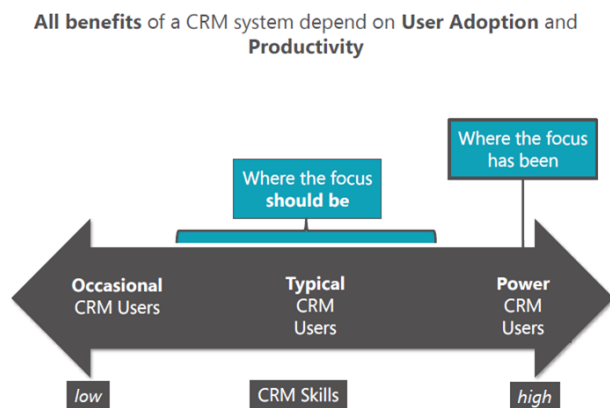 All benefits of a CRM system depend on User Adoption and
Productivity
Where the focus
has been
Where the focus
should be
Occasional
CRM Users
Typical
CRM
Users
Power
CRM
Users
low
CRM Skills
high